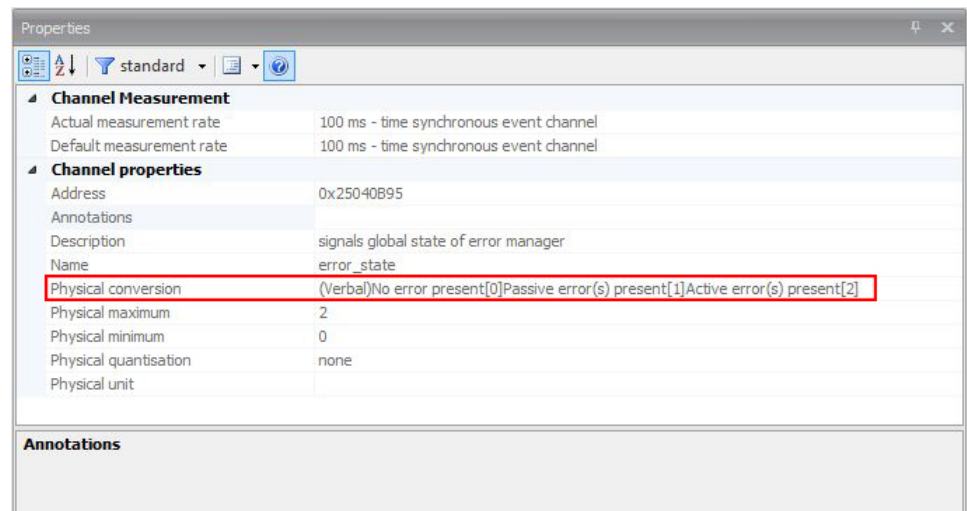 Properties
standard
Channel Measurement
Actual measurement rate 100 ms - time synchronous event channel
Default measurement rate 100 ms - time synchronous event channel
Channel properties
Address 0x25040B95
Annotations
Description signals global state of error manager
Name error_state
Physical conversion (Verbal)No error present[0]Passive error(s) present[1]Active error(s) present[2]
Physical maximum 2
Physical minimum 0
Physical quantisation none
Physical unit
Annotations